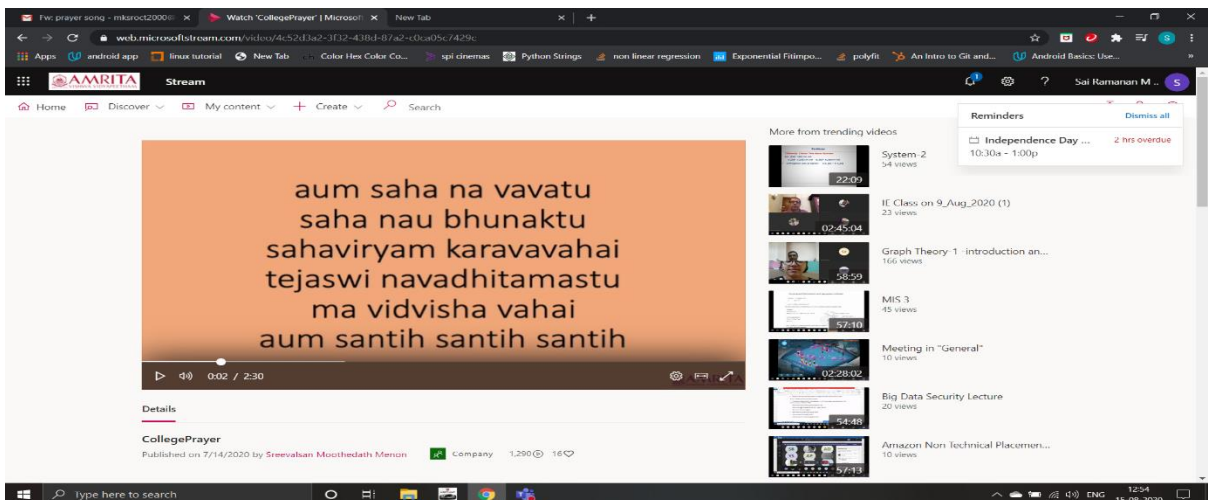 Fw: prayer song - mksroct2000@
Watch 'CollegePrayer' | Microsoft
New Tab
web.microsoftstream.com/video/4c52d3a2-3f32-438d-87a2-c0ca05c7429c
Apps android app linux tutorial New Tab Color Hex Color Co... spi cinemas Python Strings non linear regression Exponential Fitimpo... polyfit An Intro to Git and... Android Basics: Use... »
AMRITA Stream 1 ? Sai Ramanan M .. S
Home Discover My content Create Search
Reminders Dismiss all
Independence Day ... 2 hrs overdue
10:30a - 1:00p
aum saha na vavatu
saha nau bhunaktu
sahaviryam karavavahai
tejaswi navadhitamastu
ma vidvisha vahai
aum santih santih santih
0:02 / 2:30
Details
CollegePrayer
Published on 7/14/2020 by Sreevalsan Moothedath Menon Company 1,290 16
More from trending videos
System-2
54 views
22:09
IE Class on 9_Aug_2020 (1)
23 views
02:45:04
Graph Theory-1 -introduction an...
166 views
58:59
MIS 3
45 views
57:10
Meeting in "General"
10 views
02:28:02
Big Data Security Lecture
20 views
54:48
Amazon Non Technical Placemen...
10 views
57:13
Type here to search
ENG 12:54
15-08-2020